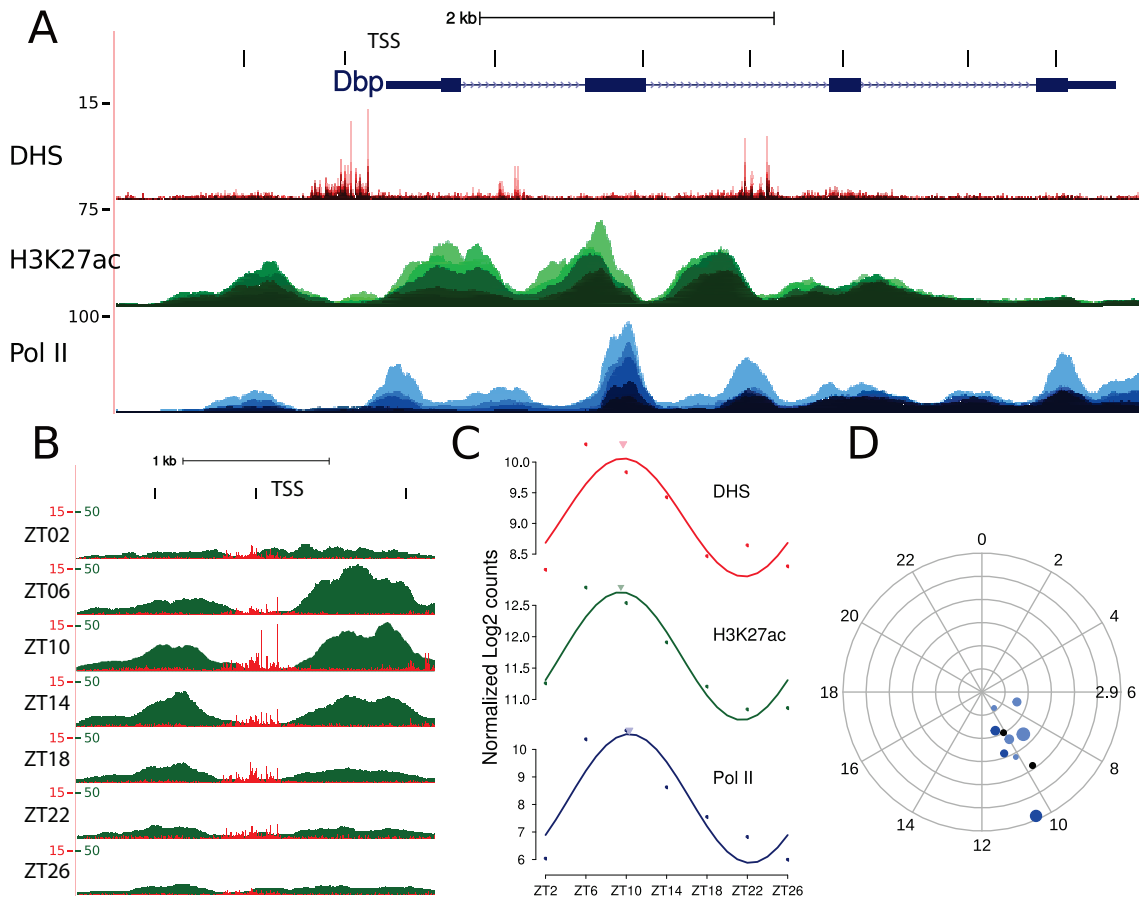 A
2 kb
TSS
Dbp
15
DHS
75
H3K27ac
100
Pol II
B
1 kb
TSS
15 50
ZT02
15 50
ZT06
15 50
ZT10
15 50
ZT14
15 50
ZT18
15 50
ZT22
15 50
ZT26
C
Normalized Log2 counts
10.0
9.5
9.0
8.5
DHS
12.5
12.0
11.5
11.0
H3K27ac
10
9
8
7
6
Pol II
ZT2 ZT6 ZT10 ZT14 ZT18 ZT22 ZT26
D
0
2
4
2.9 6
8
10
12
14
16
18
20
22